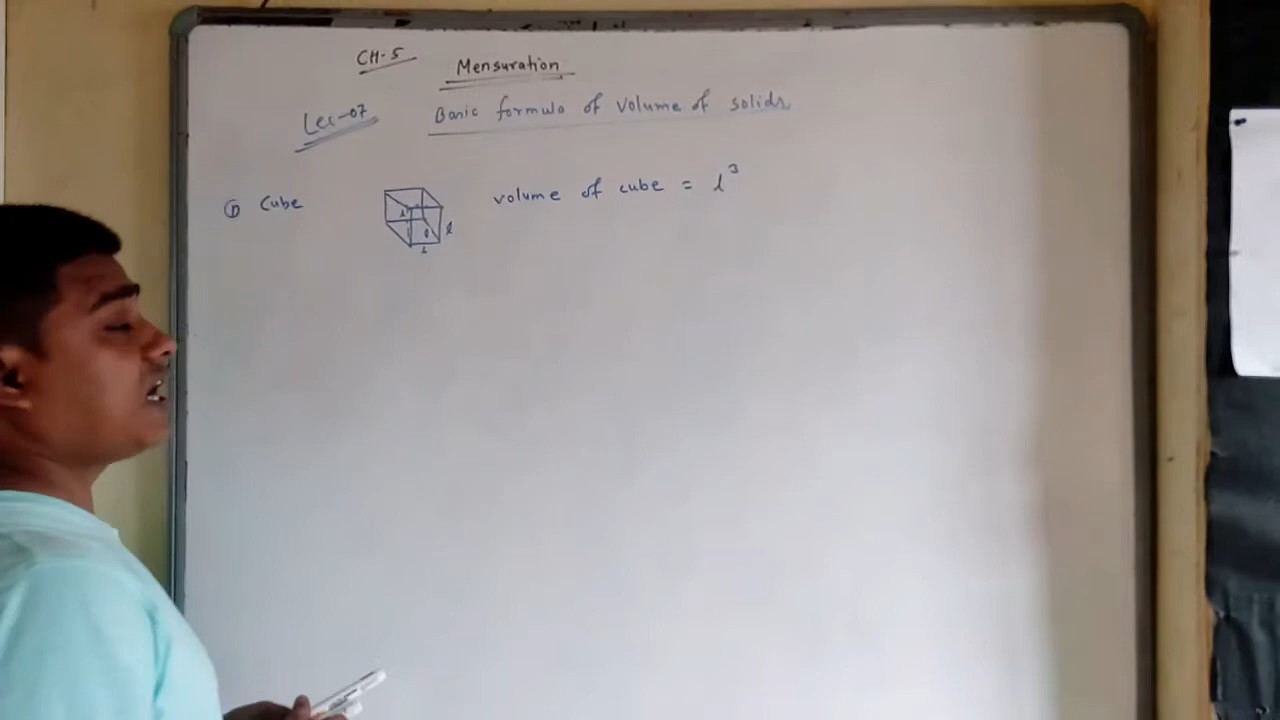 CH-5
Mensuration
Lec-07
Basic formula of volume of solids
① Cube
volume of cube = l³
l
l
l